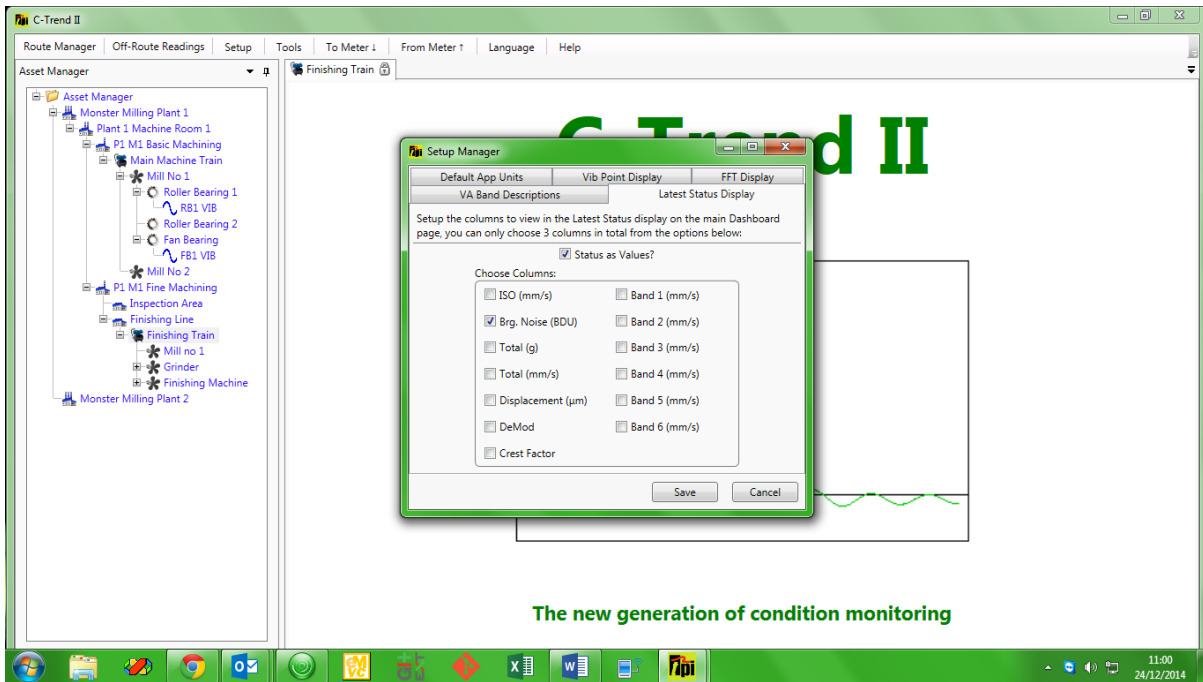 C-Trend II
Route Manager Off-Route Readings Setup Tools To Meter ↓ From Meter ↑ Language Help
Asset Manager
Asset Manager
Monster Milling Plant 1
Plant 1 Machine Room 1
P1 M1 Basic Machining
Main Machine Train
Mill No 1
Roller Bearing 1
RB1 VIB
Roller Bearing 2
Fan Bearing
FB1 VIB
Mill No 2
P1 M1 Fine Machining
Inspection Area
Finishing Line
Finishing Train
Mill no 1
Grinder
Finishing Machine
Monster Milling Plant 2
Finishing Train
C-Trend II
Setup Manager
Default App Units Vib Point Display FFT Display
VA Band Descriptions Latest Status Display
Setup the columns to view in the Latest Status display on the main Dashboard
page, you can only choose 3 columns in total from the options below:
Status as Values?
Choose Columns:
ISO (mm/s) Band 1 (mm/s)
Brg. Noise (BDU) Band 2 (mm/s)
Total (g) Band 3 (mm/s)
Total (mm/s) Band 4 (mm/s)
Displacement (µm) Band 5 (mm/s)
DeMod Band 6 (mm/s)
Crest Factor
Save Cancel
The new generation of condition monitoring
11:00
24/12/2014